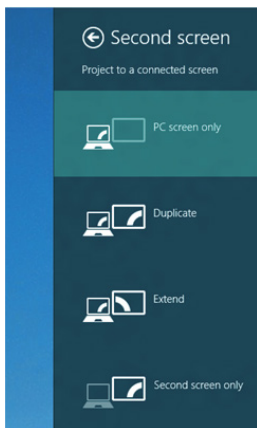 Second screen
Project to a connected screen
PC screen only
Duplicate
Extend
Second screen only